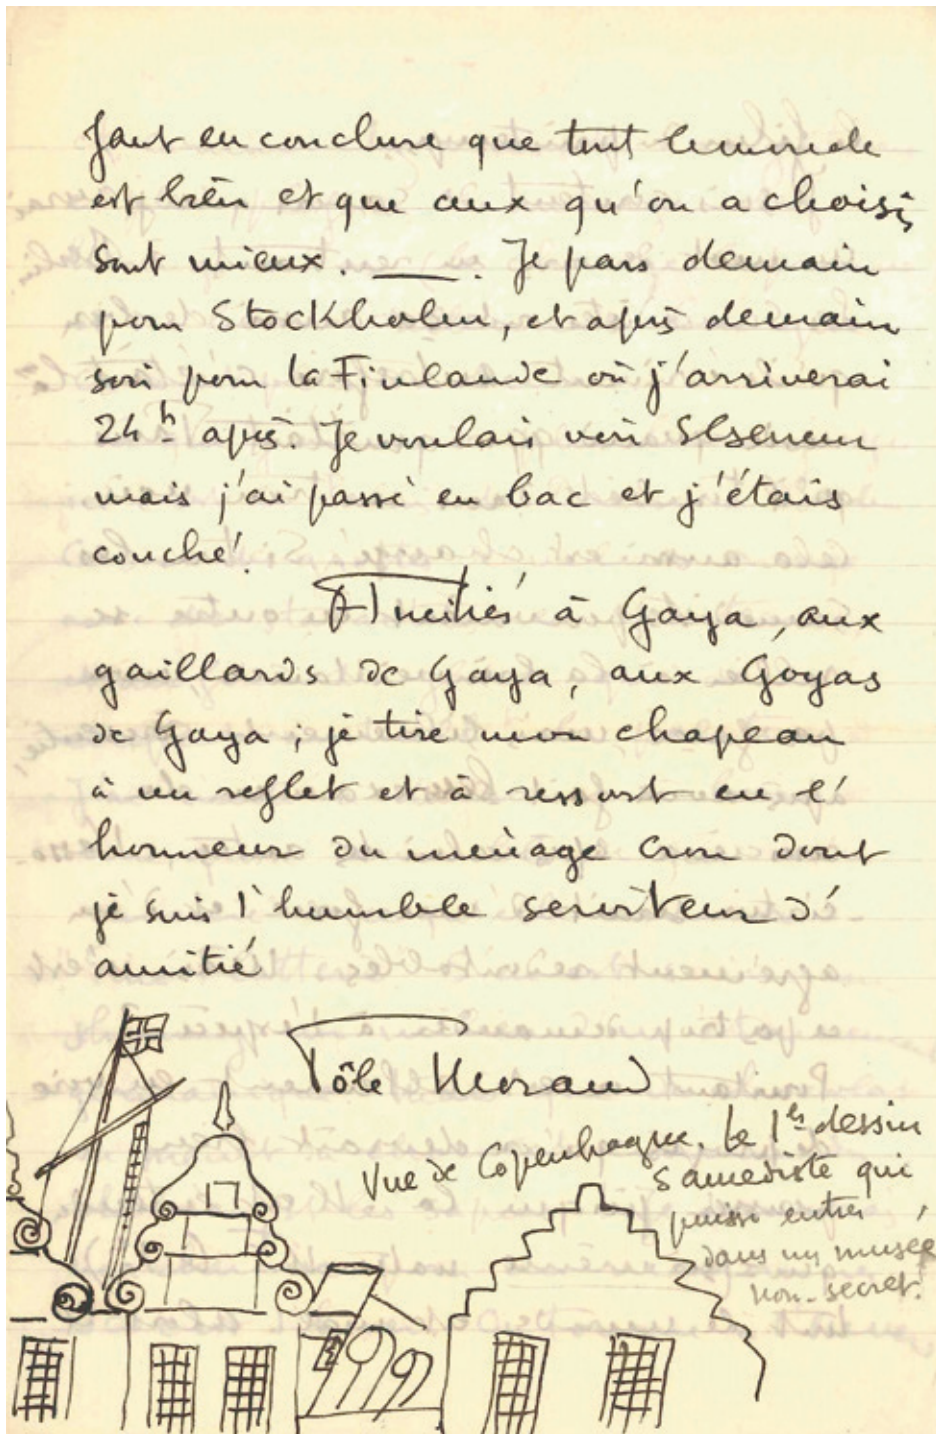 faut en conclure que tout le monde
est bien et que ceux qu'on a choisis
sont mieux. —. Je pars demain
pour Stockholm, et après demain
soir pour la Finlande où j'arriverai
24h après. Je voulais voir Elseneur
mais j'ai passé en bac et j'étais
couché!
Amitiés à Gaya, aux
gaillards de Gaya, aux Goyas
de Gaya ; je tire mon chapeau
à un reflet et à ressort en l'
honneur du ménage dont
je suis l'humble serviteur d'
amitié
Pôle Morand
Vue de Copenhague. Le 1er dessin
samediste qui
puisse entrer
dans un musée
non-secret.